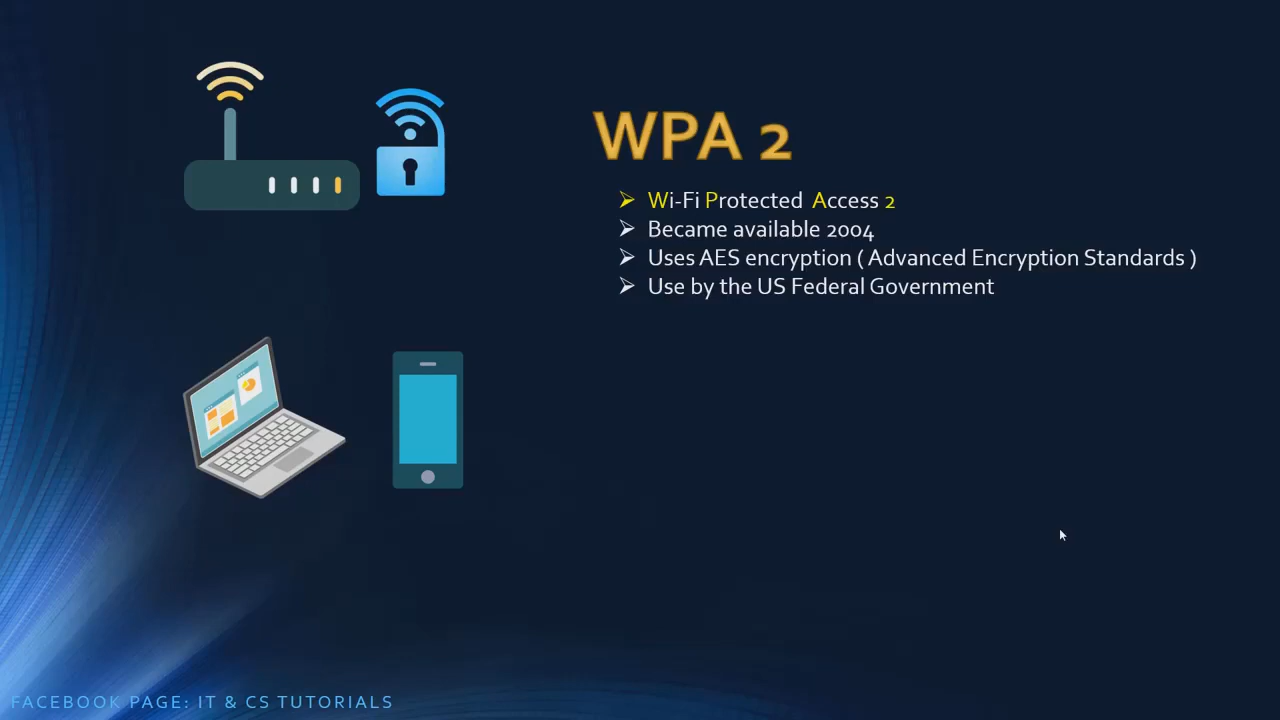 WPA 2
Wi-Fi Protected Access 2
Became available 2004
Uses AES encryption ( Advanced Encryption Standards )
Use by the US Federal Government
FACEBOOK PAGE: IT & CS TUTORIALS